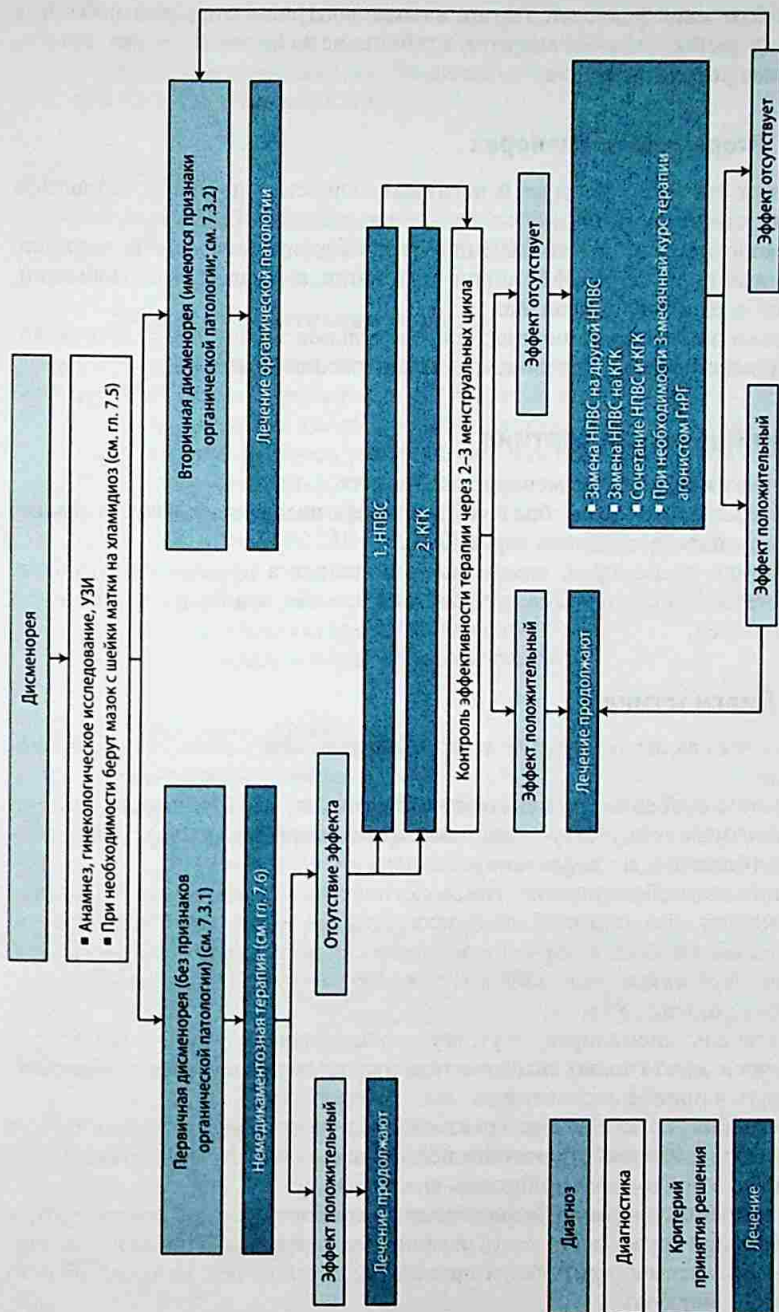 Дисменорея
▪ Анамнез, гинекологическое исследование, УЗИ
▪ При необходимости берут мазок с шейки матки на хламидиоз (см. гл. 7.5)
Первичная дисменорея (без признаков
органической патологии) (см. 7.3.1)
Немедикаментозная терапия (см. гл. 7.6)
Вторичная дисменорея (имеются признаки
органической патологии; см. 7.3.2)
Лечение органической патологии
Эффект положительный
Лечение продолжают
Отсутствие эффекта
1. НПВС
2. КГК
Контроль эффективности терапии через 2–3 менструальных цикла
Эффект положительный
Лечение продолжают
Эффект отсутствует
▪ Замена НПВС на другой НПВС
▪ Замена НПВС на КГК
▪ Сочетание НПВС и КГК
▪ При необходимости 3-месячный курс терапии
агонистом ГнРГ
Эффект положительный
Эффект отсутствует
Диагноз
Диагностика
Критерий
принятия решения
Лечение